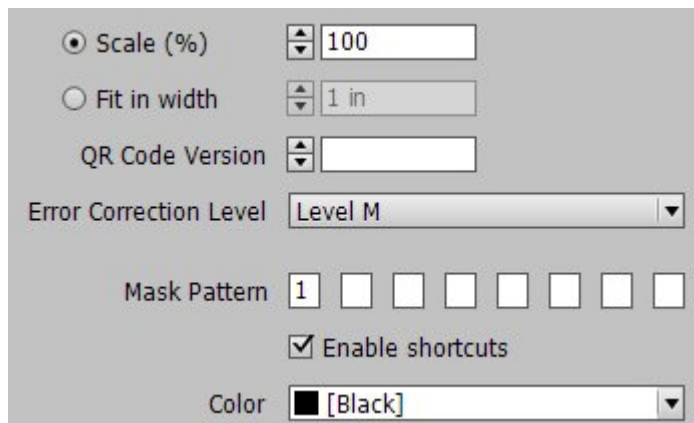 Scale (%) 100
Fit in width 1 in
QR Code Version
Error Correction Level Level M
Mask Pattern 1
Enable shortcuts
Color [Black]